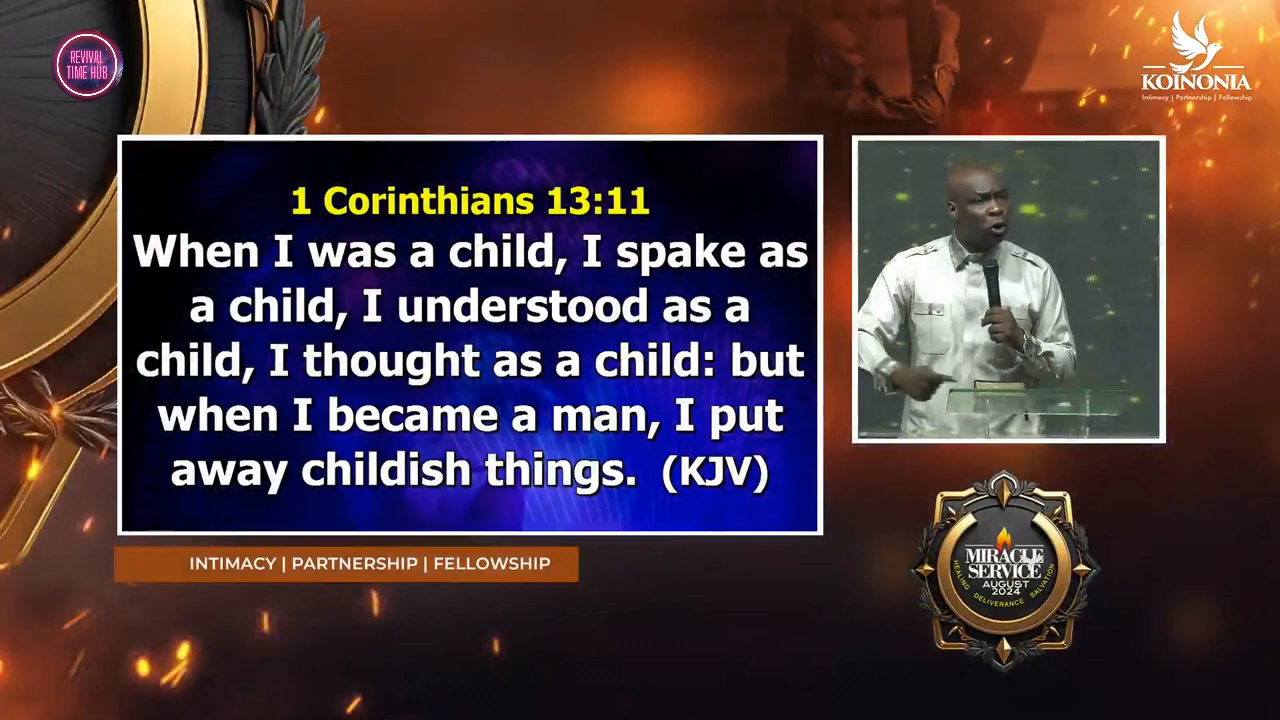 REVIVAL
TIME HUB
KOINONIA
Intimacy | Partnership | Fellowship
1 Corinthians 13:11
When I was a child, I spake as
a child, I understood as a
child, I thought as a child: but
when I became a man, I put
away childish things. (KJV)
INTIMACY | PARTNERSHIP | FELLOWSHIP
MIRACLE
SERVICE
AUGUST
2024
HEALING DELIVERANCE SALVATION